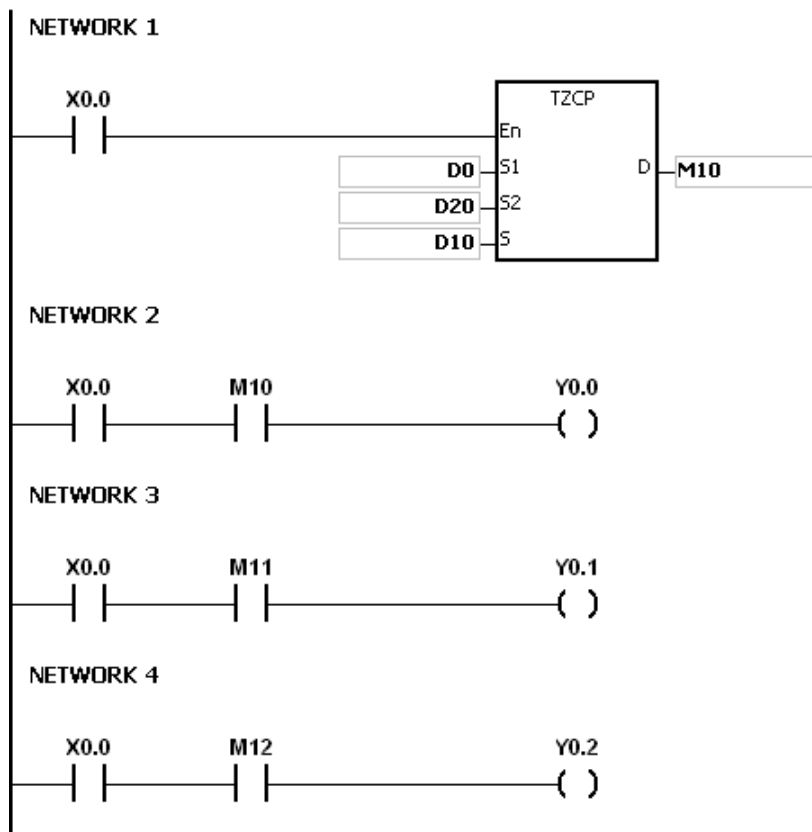 NETWORK 1
X0.0
TZCP
En
D0 S1 D M10
D20 S2
D10 S
NETWORK 2
X0.0 M10 Y0.0
NETWORK 3
X0.0 M11 Y0.1
NETWORK 4
X0.0 M12 Y0.2